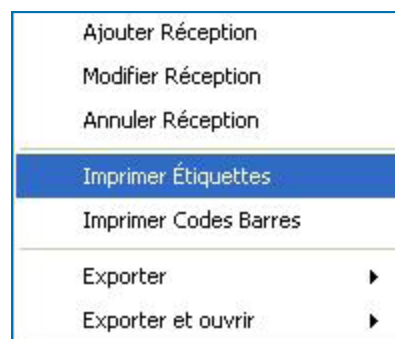 Ajouter Réception
Modifier Réception
Annuler Réception
Imprimer Étiquettes
Imprimer Codes Barres
Exporter
Exporter et ouvrir